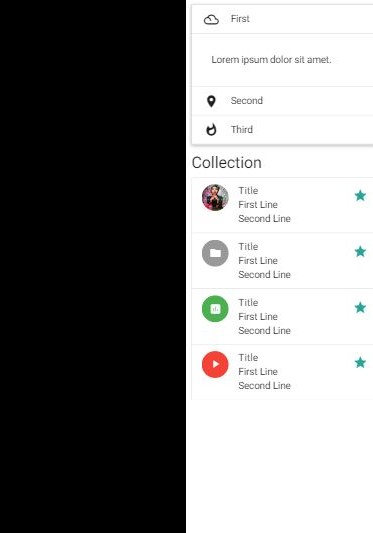 First
Lorem ipsum dolor sit amet.
Second
Third
Collection
Title
First Line
Second Line
Title
First Line
Second Line
Title
First Line
Second Line
Title
First Line
Second Line